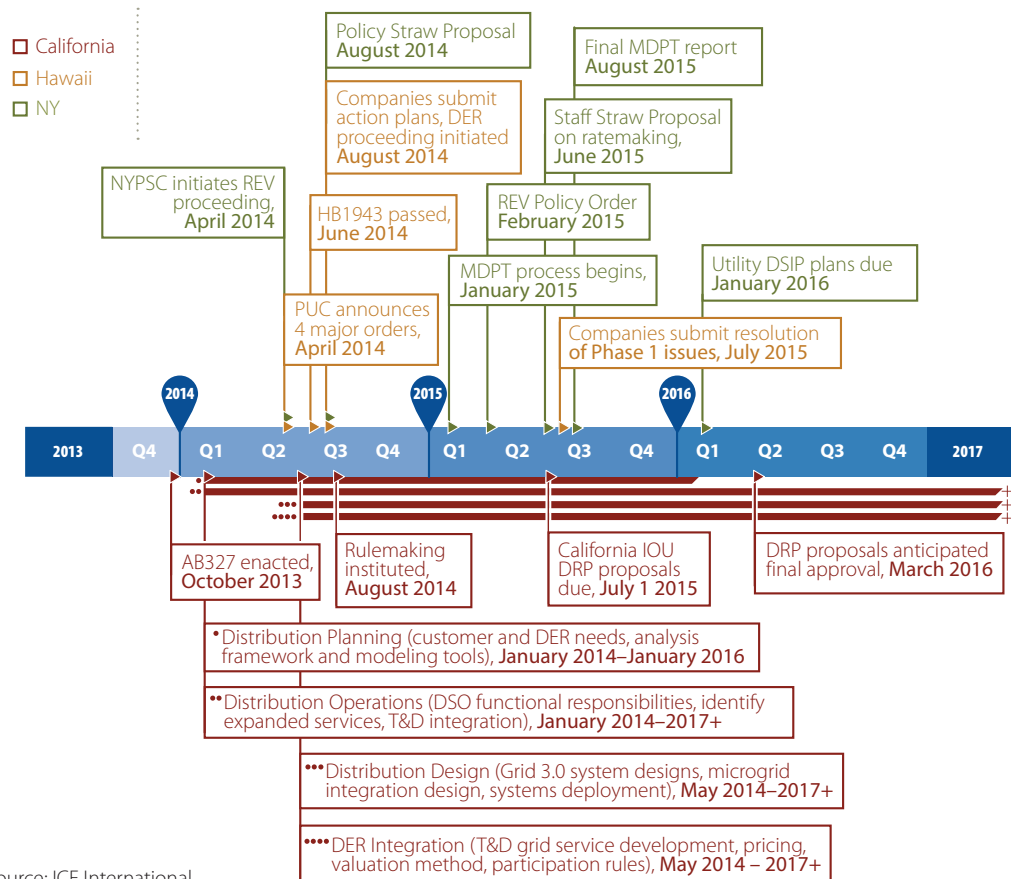 California
Hawaii
NY
Policy Straw Proposal
August 2014
Final MDPT report
August 2015
Companies submit
action plans, DER
proceeding initiated
August 2014
Staff Straw Proposal
on ratemaking,
June 2015
NYPSC initiates REV
proceeding,
April 2014
HB1943 passed,
June 2014
REV Policy Order
February 2015
MDPT process begins,
January 2015
Utility DSIP plans due
January 2016
PUC announces
4 major orders,
April 2014
Companies submit resolution
of Phase 1 issues, July 2015
2014
2015
2016
2013 Q4 Q1 Q2 Q3 Q4 Q1 Q2 Q3 Q4 Q1 Q2 Q3 Q4 2017
•
•• +
••• +
•••• +
AB327 enacted,
October 2013
Rulemaking
instituted,
August 2014
California IOU
DRP proposals
due, July 1 2015
DRP proposals anticipated
final approval, March 2016
• Distribution Planning (customer and DER needs, analysis
framework and modeling tools), January 2014–January 2016
•• Distribution Operations (DSO functional responsibilities, identify
expanded services, T&D integration), January 2014–2017+
••• Distribution Design (Grid 3.0 system designs, microgrid
integration design, systems deployment), May 2014–2017+
•••• DER Integration (T&D grid service development, pricing,
valuation method, participation rules), May 2014 – 2017+
ource: ICF International